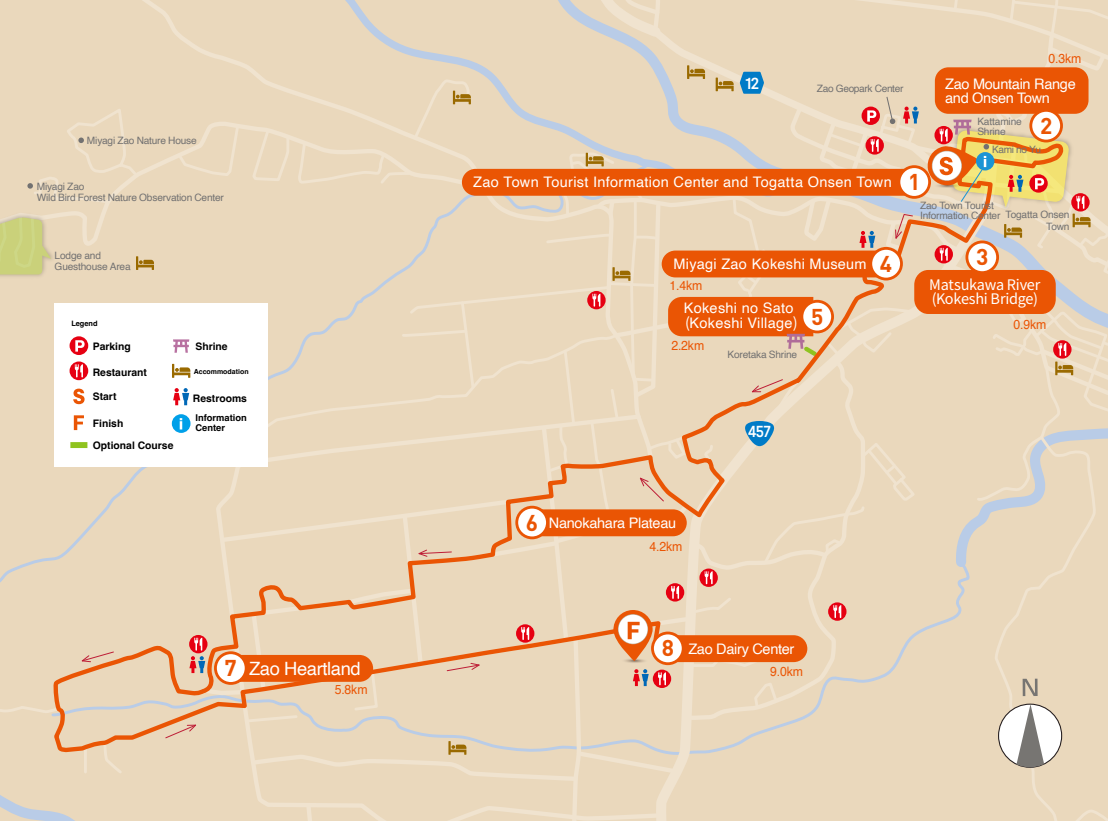 0.3km
12
Zao Mountain Range
and Onsen Town
Zao Geopark Center
P
Kattamine
Shrine
2
Miyagi Zao Nature House
Kami no Yu
S
i
Zao Town Tourist Information Center and Togatta Onsen Town
1
P
Miyagi Zao
Wild Bird Forest Nature Observation Center
Zao Town Tourist
Information Center
Togatta Onsen
Town
Lodge and
Guesthouse Area
Miyagi Zao Kokeshi Museum
4
3
1.4km
Matsukawa River
(Kokeshi Bridge)
0.9km
Kokeshi no Sato
(Kokeshi Village)
5
2.2km
Koretaka Shrine
Legend
P
Parking
Shrine
Restaurant
Accommodation
S
Start
Restrooms
F
Finish
i
Information
Center
Optional Course
457
6
Nanokahara Plateau
4.2km
F
8
Zao Dairy Center
9.0km
7
Zao Heartland
5.8km
N